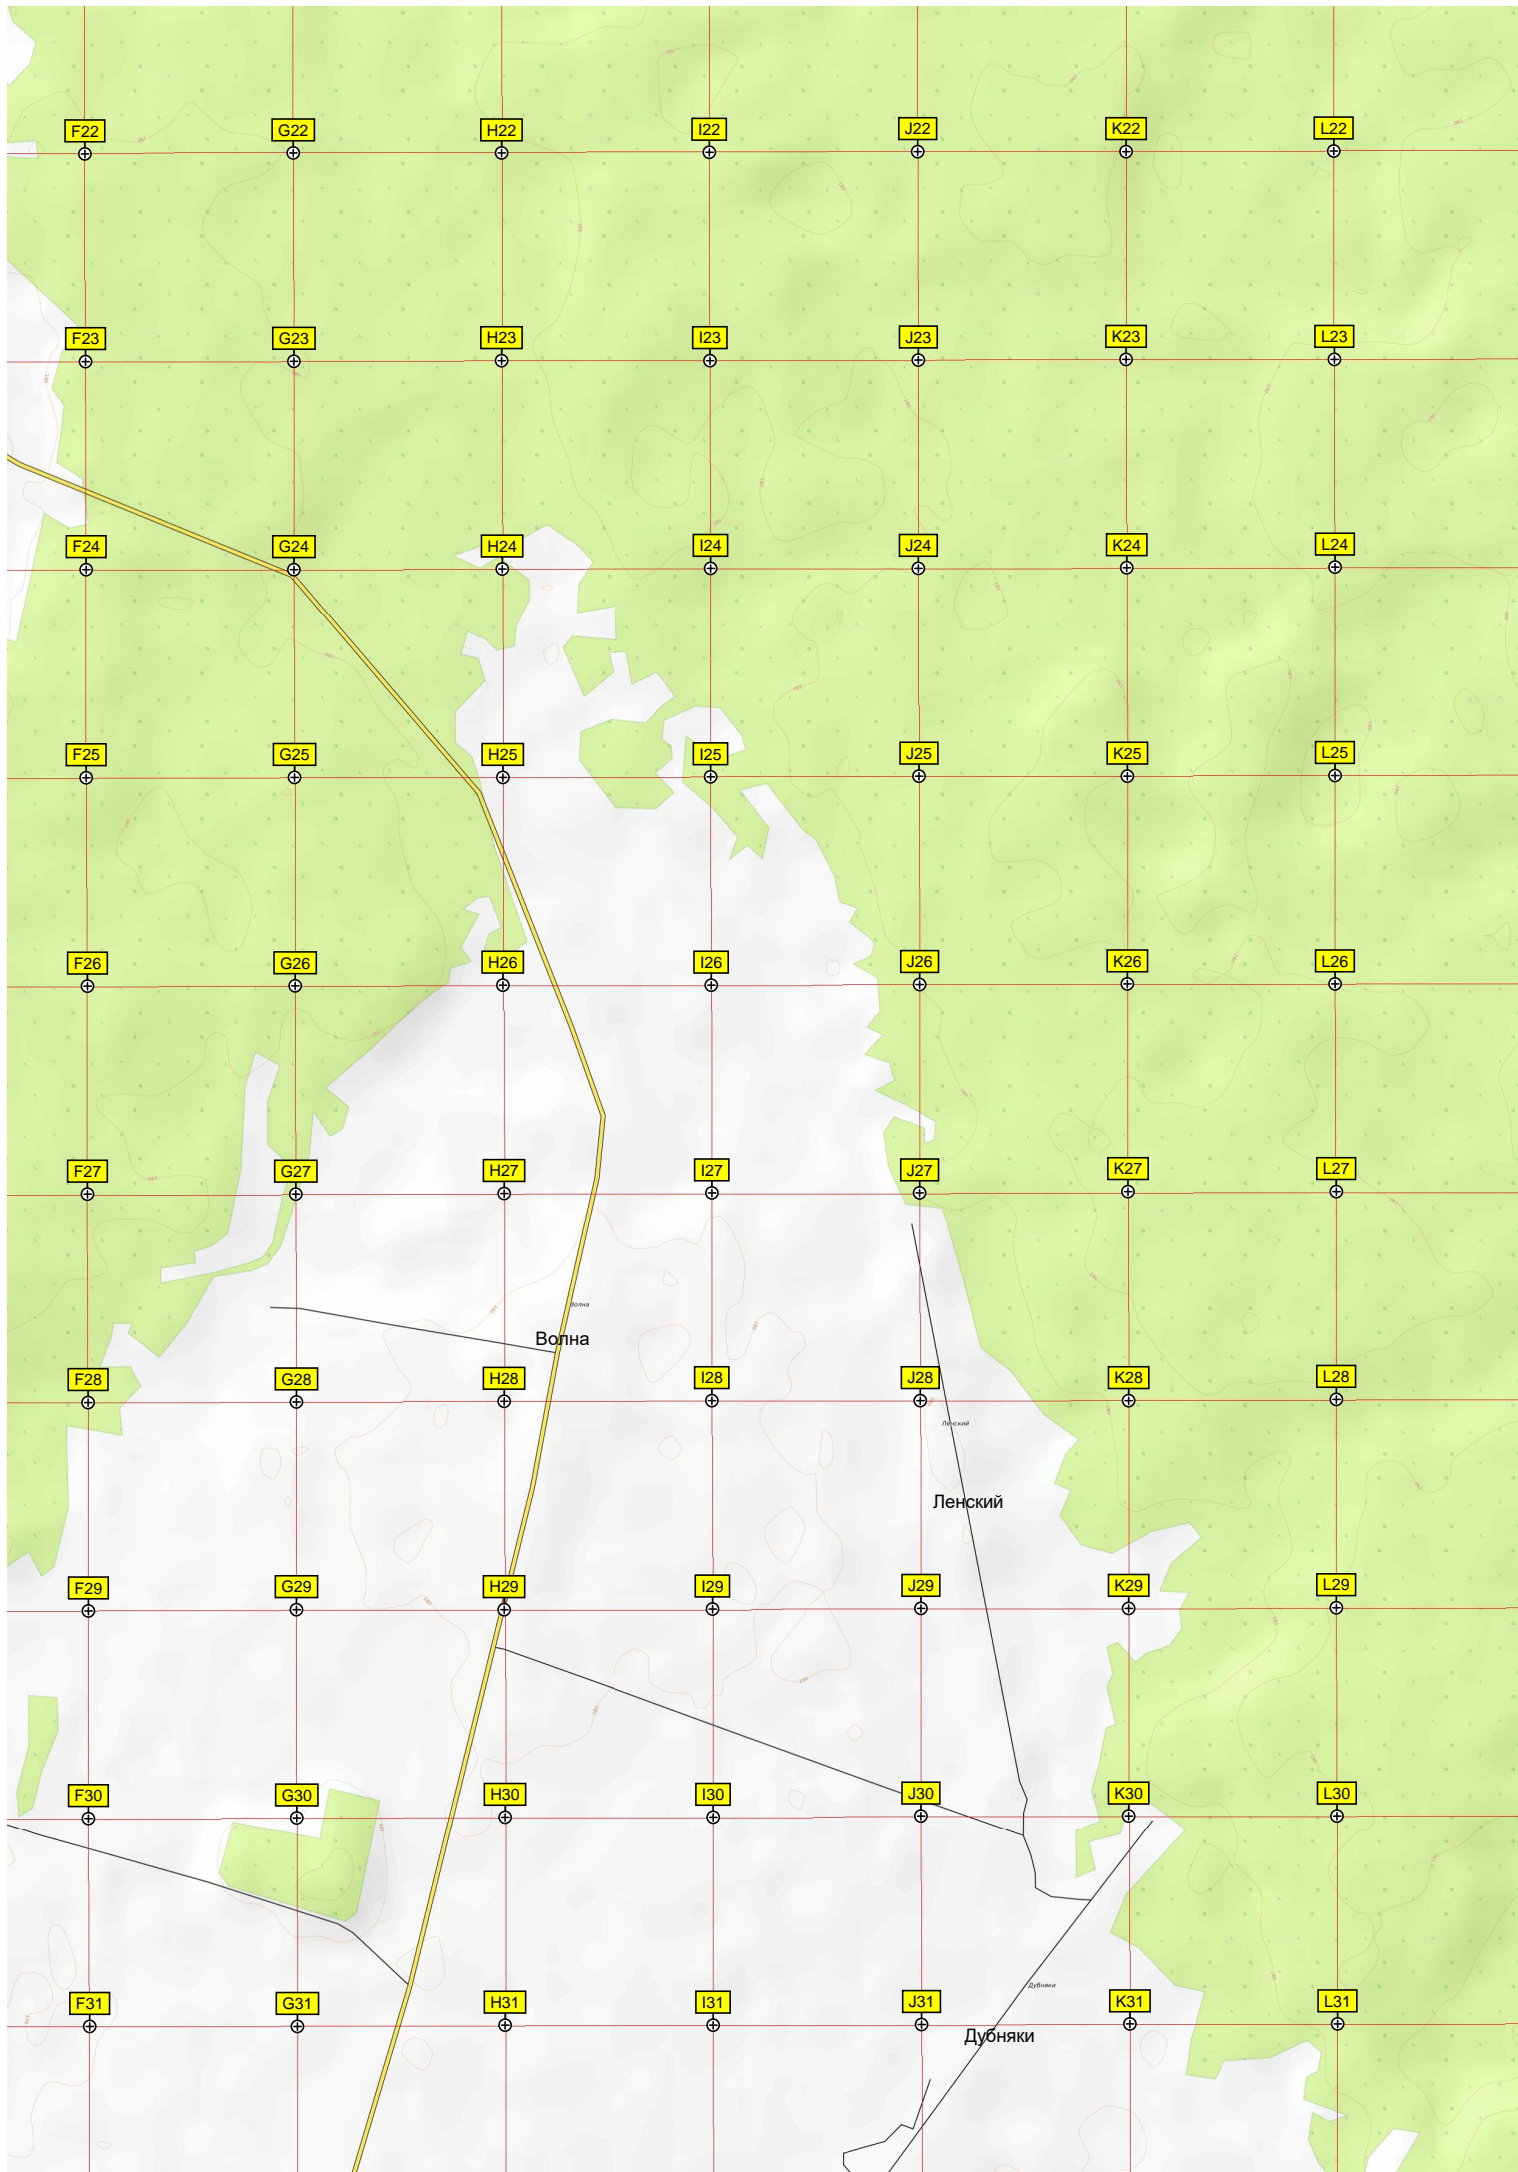 F22 G22 H22 I22 J22 K22 L22
F23 G23 H23 I23 J23 K23 L23
F24 G24 H24 I24 J24 K24 L24
F25 G25 H25 I25 J25 K25 L25
F26 G26 H26 I26 J26 K26 L26
F27 G27 H27 I27 J27 K27 L27
Волна
Волна
F28 G28 H28 I28 J28 K28 L28
Ленский
Ленский
F29 G29 H29 I29 J29 K29 L29
F30 G30 H30 I30 J30 K30 L30
Дубняки
F31 G31 H31 I31 J31 K31 L31
Дубняки